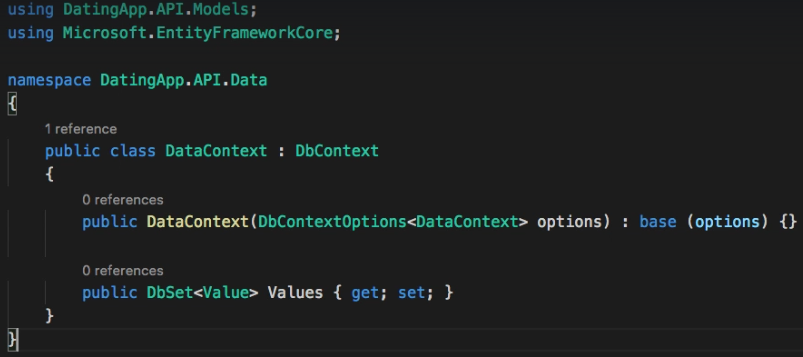 using DatingApp.API.Models;
using Microsoft.EntityFrameworkCore;
namespace DatingApp.API.Data
{
1 reference
public class DataContext : DbContext
{
0 references
public DataContext(DbContextOptions<DataContext> options) : base (options) {}
0 references
public DbSet<Value> Values { get; set; }
}
}